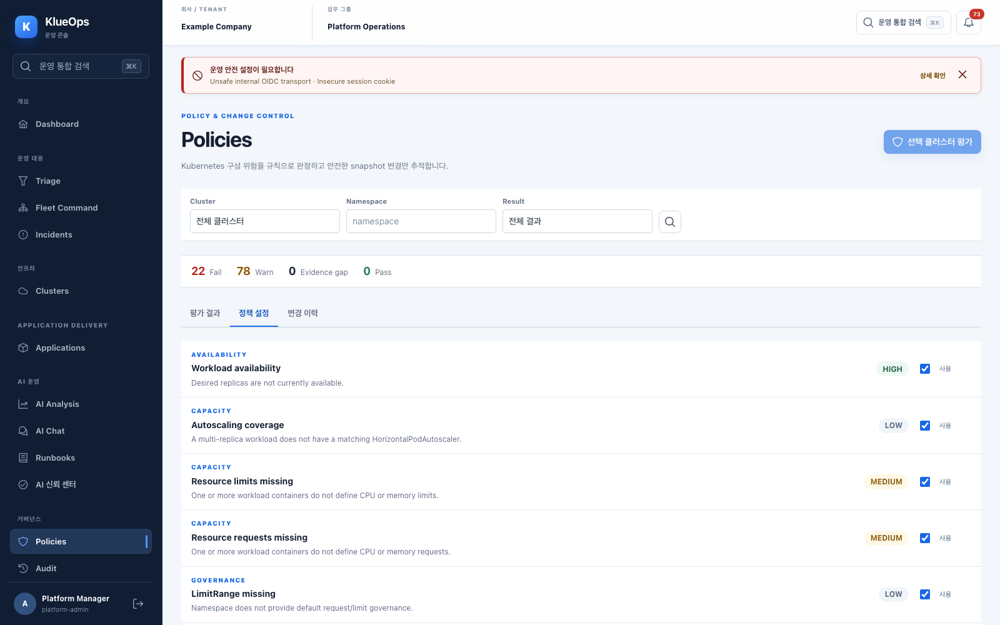 K
KlueOps
운영 콘솔
운영 통합 검색
⌘K
개요
Dashboard
운영 대응
Triage
Fleet Command
Incidents
인프라
Clusters
APPLICATION DELIVERY
Applications
AI 운영
AI Analysis
AI Chat
Runbooks
AI 신뢰 센터
거버넌스
Policies
Audit
A
Platform Manager
platform-admin
회사 / TENANT
Example Company
업무 그룹
Platform Operations
운영 통합 검색
⌘K
73
운영 안전 설정이 필요합니다
Unsafe internal OIDC transport · Insecure session cookie
상세 확인
POLICY & CHANGE CONTROL
Policies
Kubernetes 구성 위험을 규칙으로 판정하고 안전한 snapshot 변경만 추적합니다.
선택 클러스터 평가
Cluster
전체 클러스터
Namespace
namespace
Result
전체 결과
22 Fail
78 Warn
0 Evidence gap
0 Pass
평가 결과
정책 설정
변경 이력
AVAILABILITY
Workload availability
Desired replicas are not currently available.
HIGH
사용
CAPACITY
Autoscaling coverage
A multi-replica workload does not have a matching HorizontalPodAutoscaler.
LOW
사용
CAPACITY
Resource limits missing
One or more workload containers do not define CPU or memory limits.
MEDIUM
사용
CAPACITY
Resource requests missing
One or more workload containers do not define CPU or memory requests.
MEDIUM
사용
GOVERNANCE
LimitRange missing
Namespace does not provide default request/limit governance.
LOW
사용